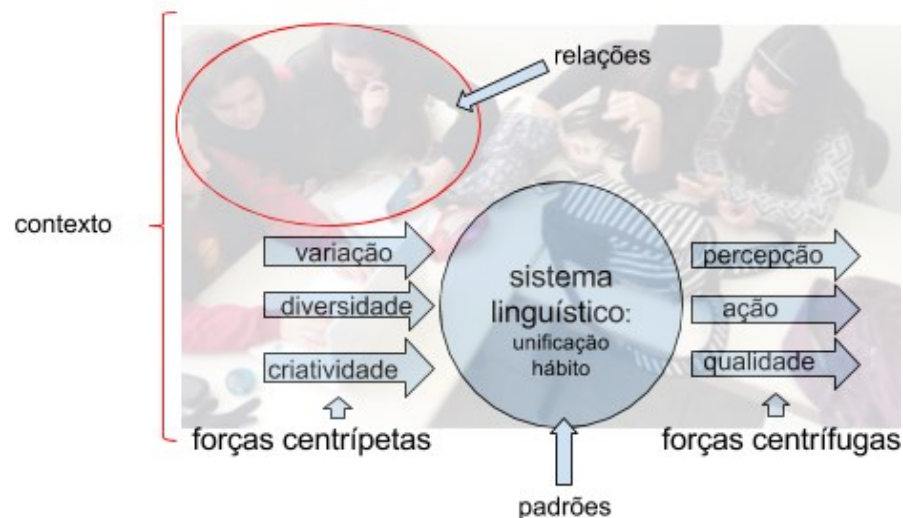 relações
contexto
variação
diversidade
criatividade
sistema
linguístico:
unificação
hábito
percepção
ação
qualidade
forças centrípetas
forças centrífugas
padrões